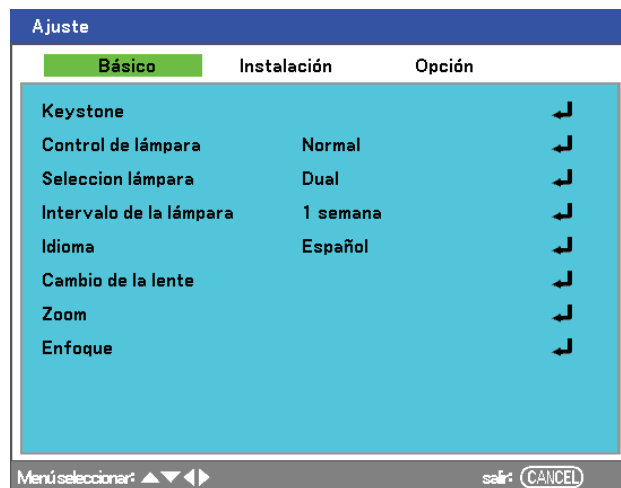 Ajuste
Básico Instalación Opción
Keystone
Control de lámpara Normal
Seleccion lámpara Dual
Intervalo de la lámpara 1 semana
Idioma Español
Cambio de la lente
Zoom
Enfoque
Menú seleccionar: ▲▼◀▶ salir: CANCEL